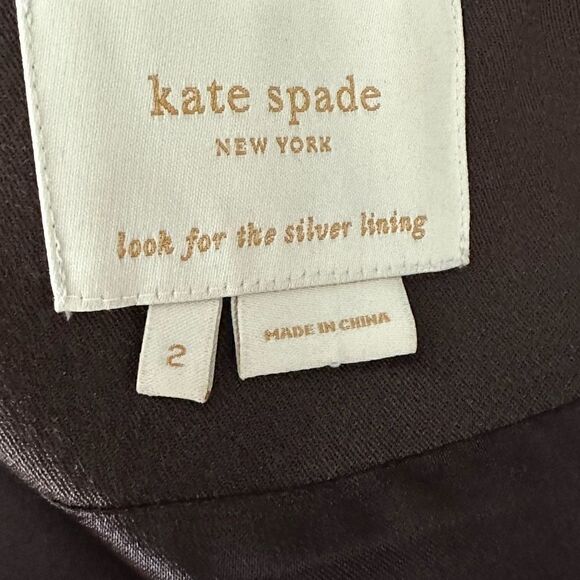 kate spade
NEW YORK
look for the silver lining
2
MADE IN CHINA